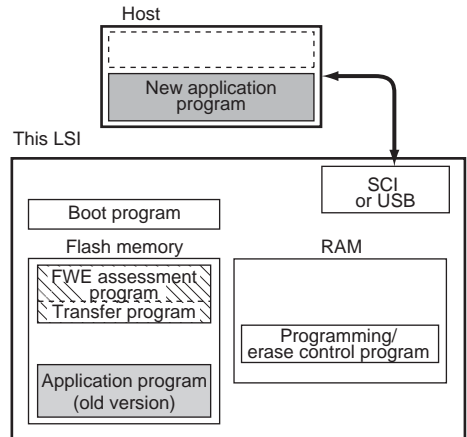 Host
New application
program
This LSI
SCI
or USB
Boot program
Flash memory
RAM
FWE assessment
program
Transfer program
Programming/
erase control program
Application program
(old version)